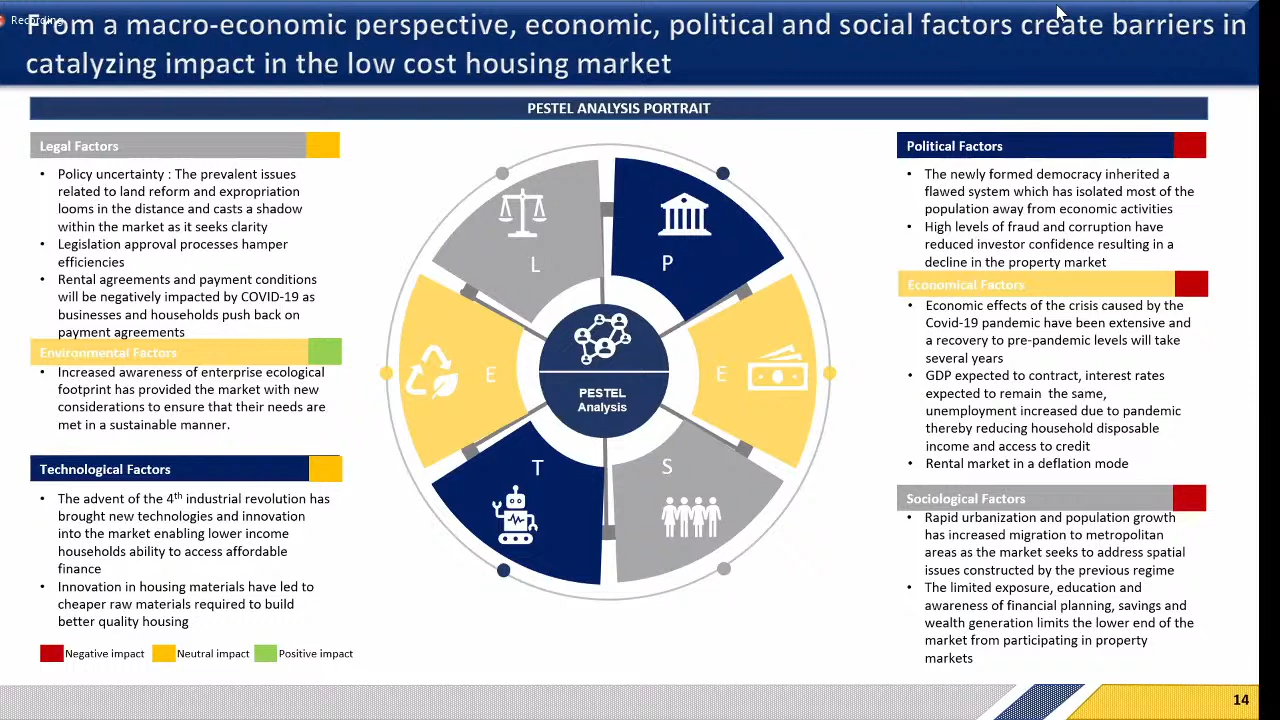 Recording
From a macro-economic perspective, economic, political and social factors create barriers in
catalyzing impact in the low cost housing market
PESTEL ANALYSIS PORTRAIT
Legal Factors
• Policy uncertainty : The prevalent issues
related to land reform and expropriation
looms in the distance and casts a shadow
within the market as it seeks clarity
• Legislation approval processes hamper
efficiencies
• Rental agreements and payment conditions
will be negatively impacted by COVID-19 as
businesses and households push back on
payment agreements
Environmental Factors
• Increased awareness of enterprise ecological
footprint has provided the market with new
considerations to ensure that their needs are
met in a sustainable manner.
Technological Factors
• The advent of the 4th industrial revolution has
brought new technologies and innovation
into the market enabling lower income
households ability to access affordable
finance
• Innovation in housing materials have led to
cheaper raw materials required to build
better quality housing
Negative impact
Neutral impact
Positive impact
L
P
E
E
T
S
PESTEL
Analysis
Political Factors
• The newly formed democracy inherited a
flawed system which has isolated most of the
population away from economic activities
• High levels of fraud and corruption have
reduced investor confidence resulting in a
decline in the property market
Economical Factors
• Economic effects of the crisis caused by the
Covid-19 pandemic have been extensive and
a recovery to pre-pandemic levels will take
several years
• GDP expected to contract, interest rates
expected to remain the same,
unemployment increased due to pandemic
thereby reducing household disposable
income and access to credit
• Rental market in a deflation mode
Sociological Factors
• Rapid urbanization and population growth
has increased migration to metropolitan
areas as the market seeks to address spatial
issues constructed by the previous regime
• The limited exposure, education and
awareness of financial planning, savings and
wealth generation limits the lower end of the
market from participating in property
markets
14